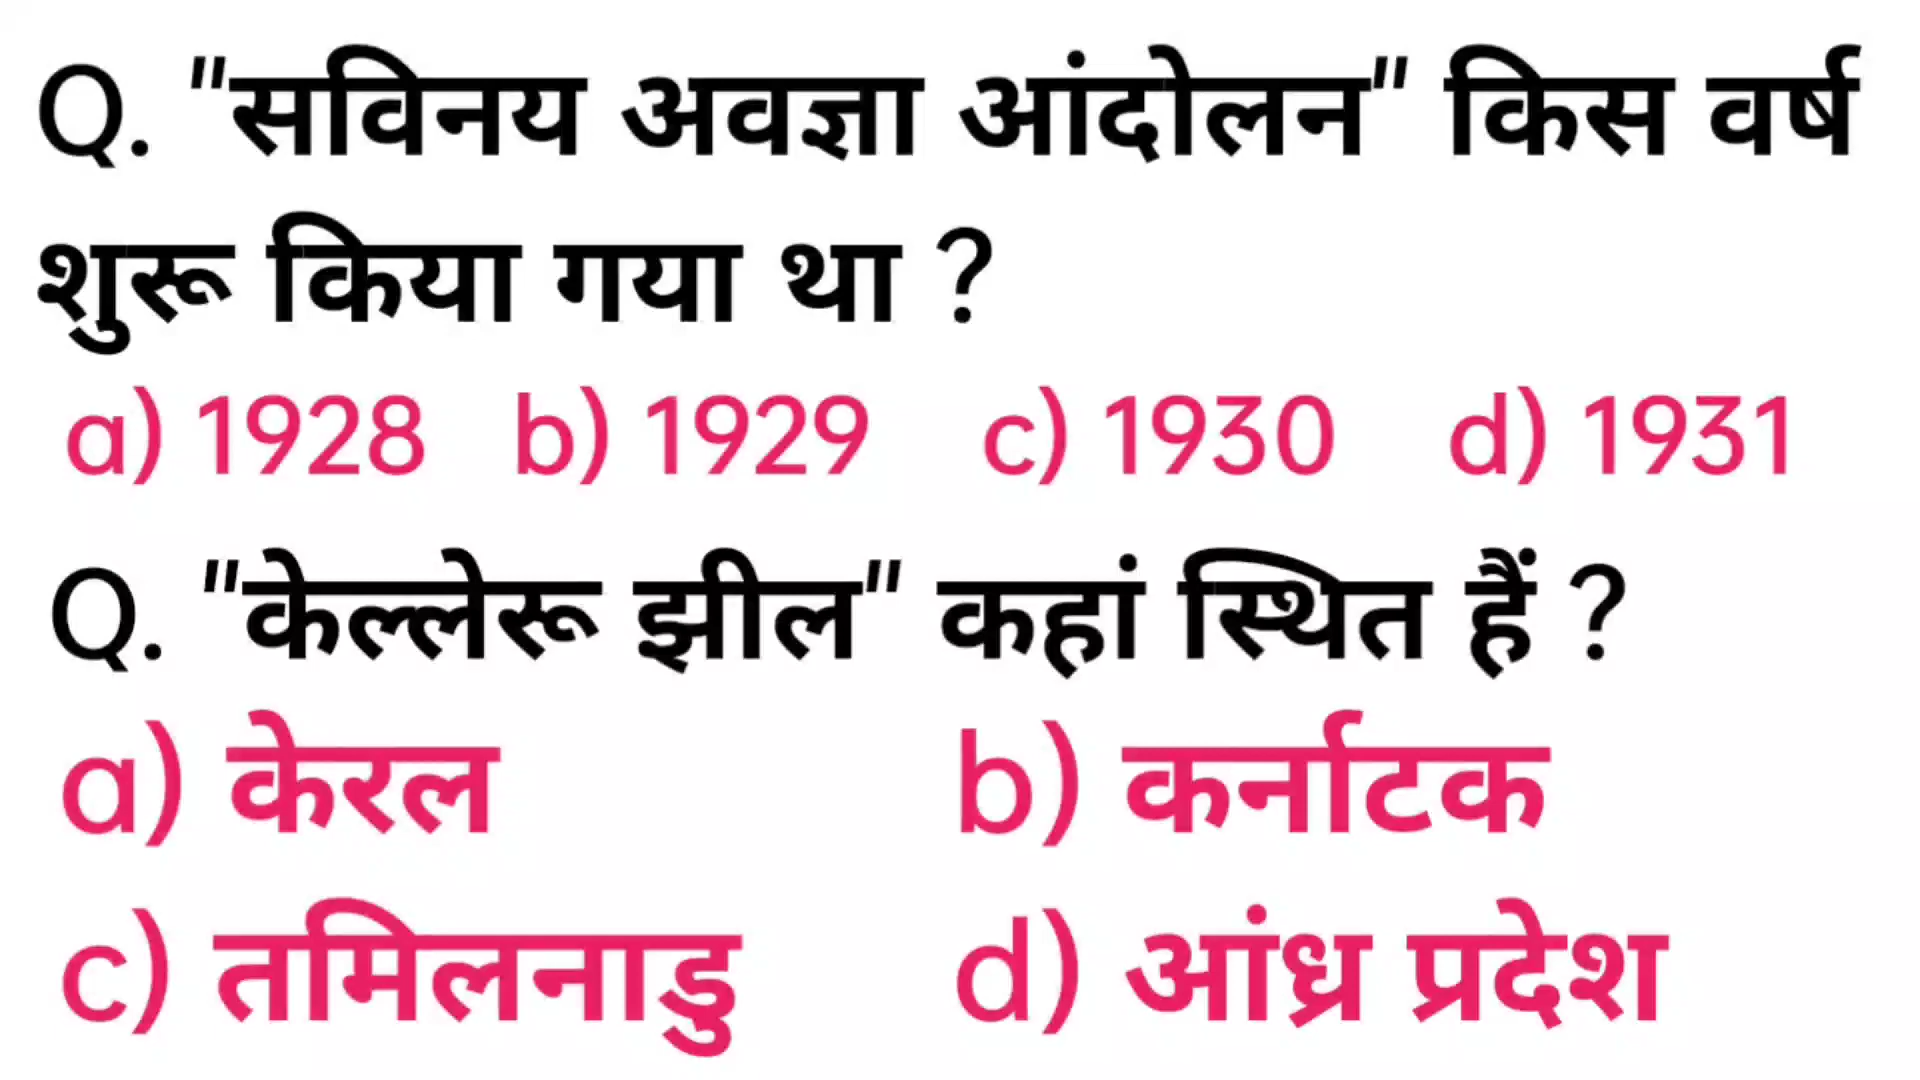 Q. "सविनय अवज्ञा आंदोलन" किस वर्ष
शुरू किया गया था ?
a) 1928 b) 1929 c) 1930 d) 1931
Q. "केल्लेरू झील" कहां स्थित हैं ?
a) केरल b) कर्नाटक
c) तमिलनाडु d) आंध्र प्रदेश